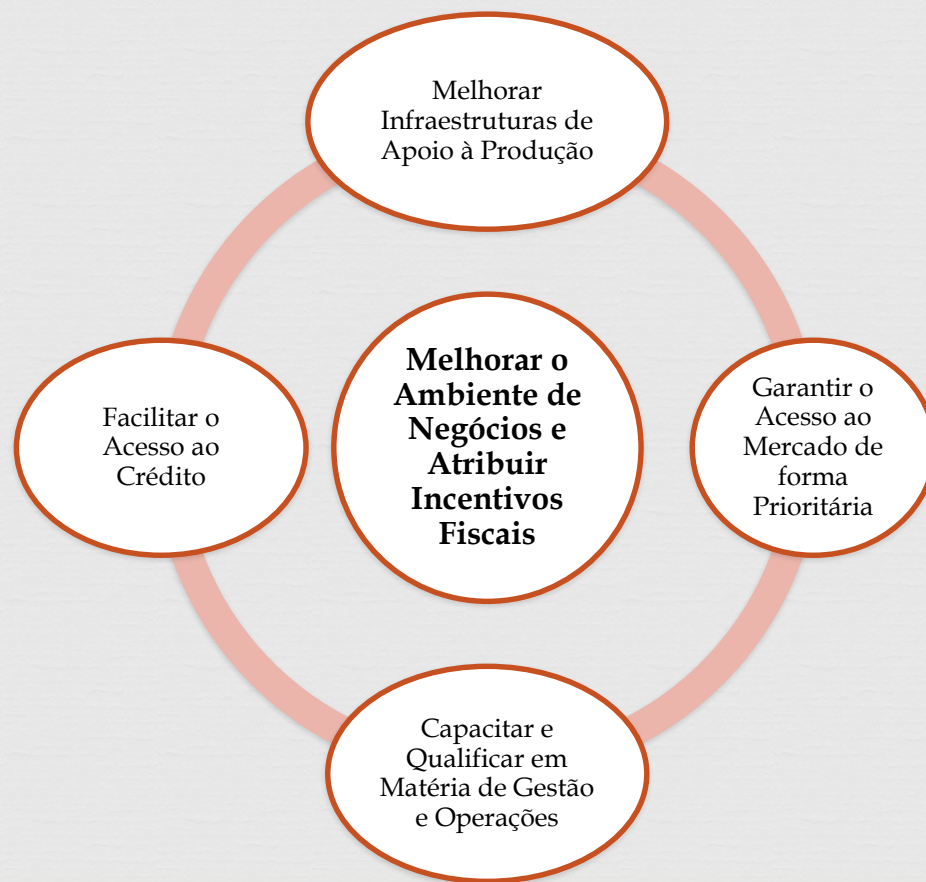 Melhorar
Infraestruturas de
Apoio à Produção
Facilitar o
Acesso ao
Crédito
Melhorar o
Ambiente de
Negócios e
Atribuir
Incentivos
Fiscais
Garantir o
Acesso ao
Mercado de
forma
Prioritária
Capacitar e
Qualificar em
Matéria de Gestão
e Operações